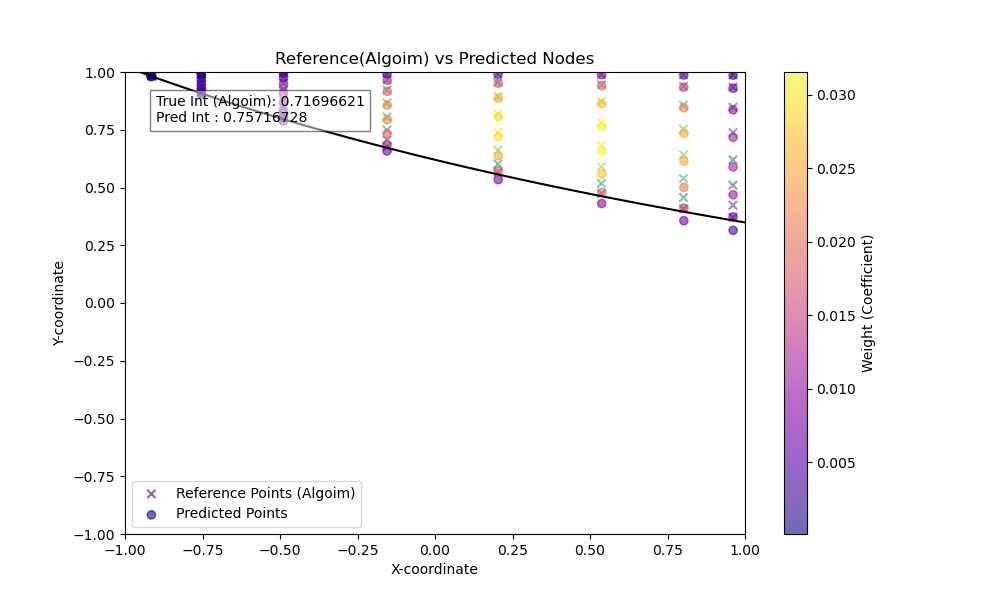 Reference(Algoim) vs Predicted Nodes
True Int (Algoim): 0.71696621
Pred Int : 0.75716728
1.00
0.75
0.50
0.25
0.00
−0.25
−0.50
−0.75
−1.00
Y-coordinate
Reference Points (Algoim)
Predicted Points
−1.00 −0.75 −0.50 −0.25 0.00 0.25 0.50 0.75 1.00
X-coordinate
0.030
0.025
0.020
0.015
0.010
0.005
Weight (Coefficient)